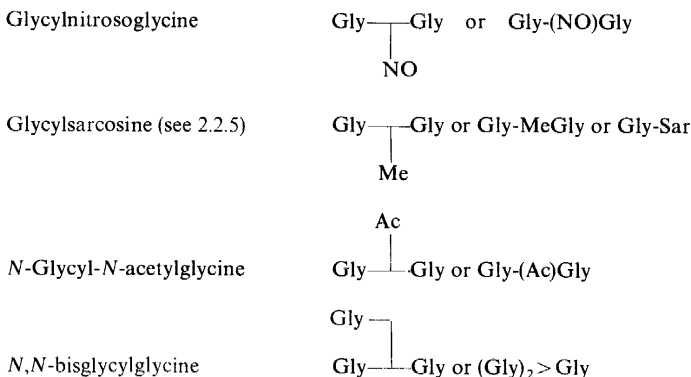 Glycylnitrosoglycine Gly Gly or Gly-(NO)Gly
NO
Glycylsarcosine (see 2.2.5) Gly Gly or Gly-MeGly or Gly-Sar
Me
Ac
N-Glycyl-N-acetylglycine Gly Gly or Gly-(Ac)Gly
Gly
N,N-bisglycylglycine Gly Gly or (Gly)₂>Gly